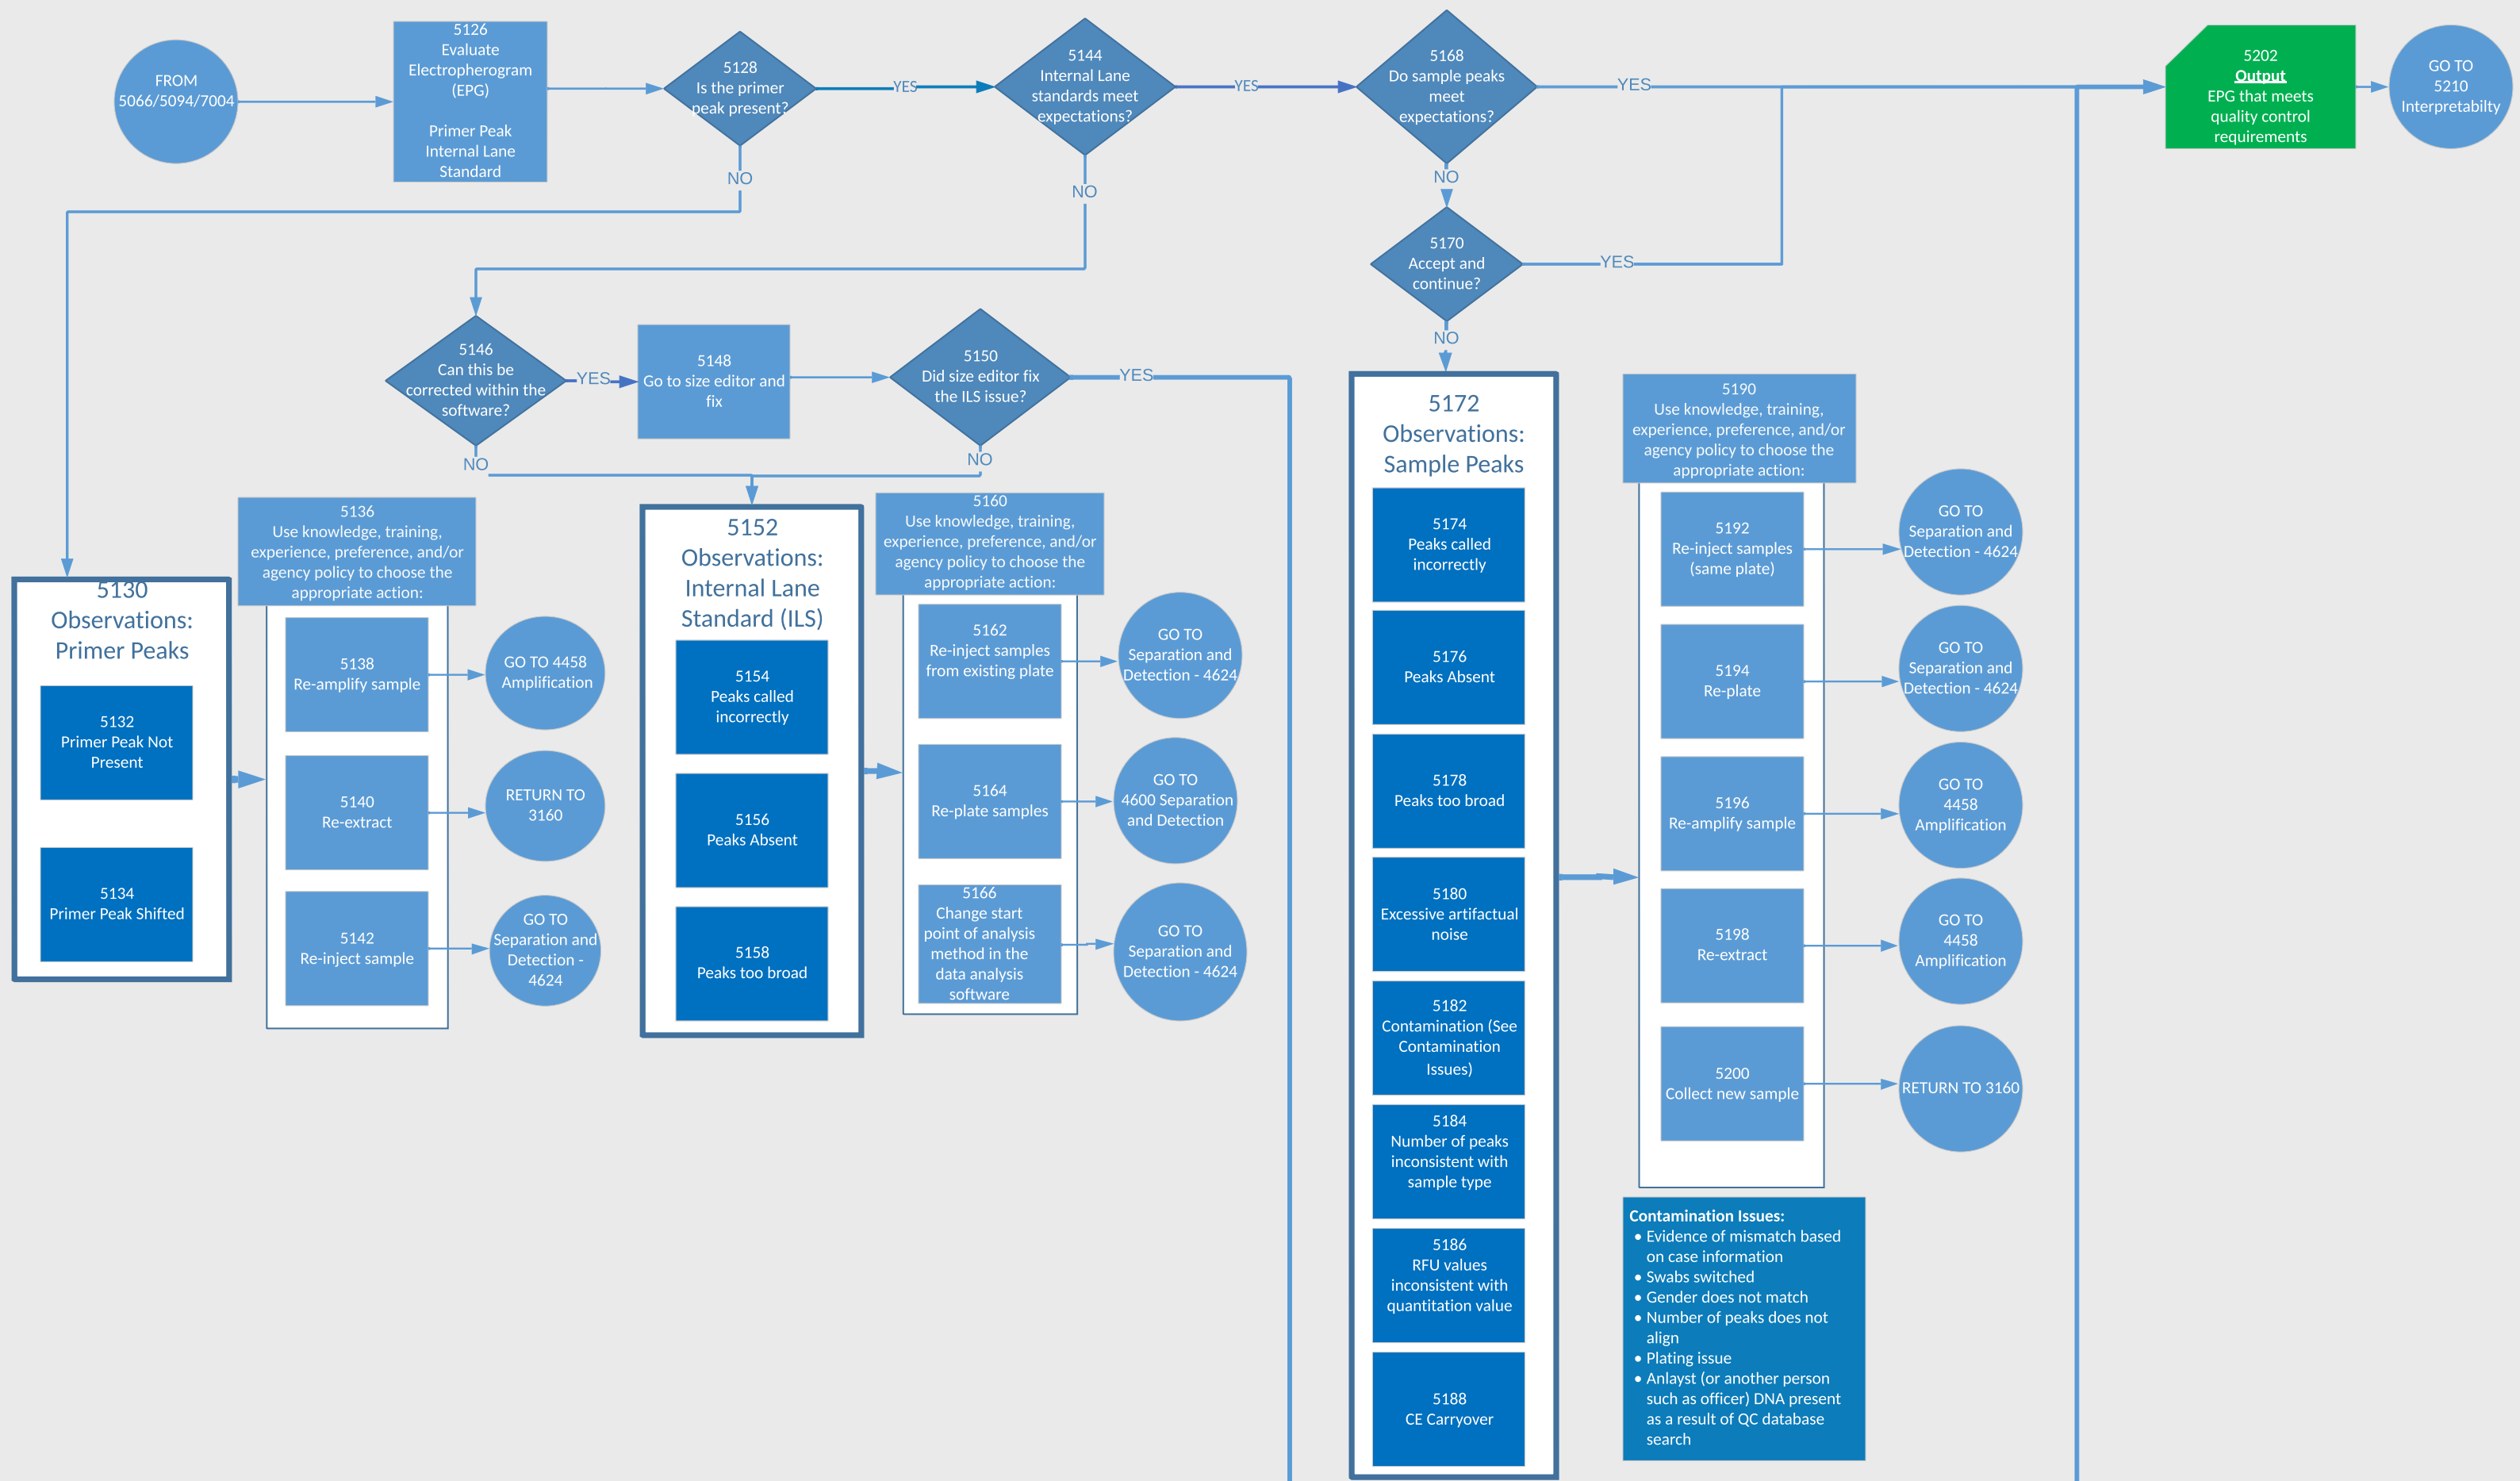 FROM
5066/5094/7004
5126
Evaluate
Electropherogram
(EPG)
Primer Peak
Internal Lane
Standard
5128
Is the primer
peak present?
YES
NO
5144
Internal Lane
standards meet
expectations?
YES
NO
5168
Do sample peaks
meet
expectations?
YES
NO
5202
Output
EPG that meets
quality control
requirements
GO TO
5210
Interpretabilty
5170
Accept and
continue?
YES
NO
5146
Can this be
corrected within the
software?
YES
NO
5148
Go to size editor and
fix
5150
Did size editor fix
the ILS issue?
YES
NO
5130
Observations:
Primer Peaks
5132
Primer Peak Not
Present
5134
Primer Peak Shifted
5136
Use knowledge, training,
experience, preference, and/or
agency policy to choose the
appropriate action:
5138
Re-amplify sample
GO TO 4458
Amplification
5140
Re-extract
RETURN TO
3160
5142
Re-inject sample
GO TO
Separation and
Detection -
4624
5152
Observations:
Internal Lane
Standard (ILS)
5154
Peaks called
incorrectly
5156
Peaks Absent
5158
Peaks too broad
5160
Use knowledge, training,
experience, preference, and/or
agency policy to choose the
appropriate action:
5162
Re-inject samples
from existing plate
GO TO
Separation and
Detection - 4624
5164
Re-plate samples
GO TO
4600 Separation
and Detection
5166
Change start
point of analysis
method in the
data analysis
software
GO TO
Separation and
Detection - 4624
5172
Observations:
Sample Peaks
5174
Peaks called
incorrectly
5176
Peaks Absent
5178
Peaks too broad
5180
Excessive artifactual
noise
5182
Contamination (See
Contamination
Issues)
5184
Number of peaks
inconsistent with
sample type
5186
RFU values
inconsistent with
quantitation value
5188
CE Carryover
5190
Use knowledge, training,
experience, preference, and/or
agency policy to choose the
appropriate action:
5192
Re-inject samples
(same plate)
GO TO
Separation and
Detection - 4624
5194
Re-plate
GO TO
Separation and
Detection - 4624
5196
Re-amplify sample
GO TO
4458
Amplification
5198
Re-extract
GO TO
4458
Amplification
5200
Collect new sample
RETURN TO 3160
Contamination Issues:
• Evidence of mismatch based
on case information
• Swabs switched
• Gender does not match
• Number of peaks does not
align
• Plating issue
• Anlayst (or another person
such as officer) DNA present
as a result of QC database
search